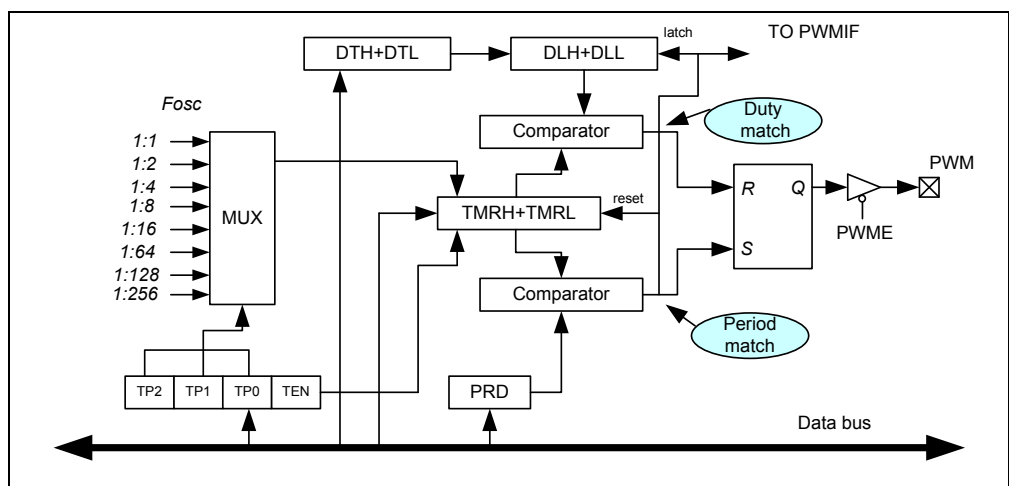 TO PWMIF
latch
DTH+DTL
DLH+DLL
Fosc
Duty
match
Comparator
1:1
1:2
1:4
1:8
1:16
1:64
1:128
1:256
MUX
PWM
R
Q
S
TMRH+TMRL
reset
PWME
Comparator
Period
match
TP2
TP1
TP0
TEN
PRD
Data bus